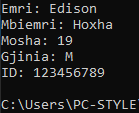 Emri: Edison
Mbiemri: Hoxha
Mosha: 19
Gjinia: M
ID: 123456789
C:\Users\PC-STYLE